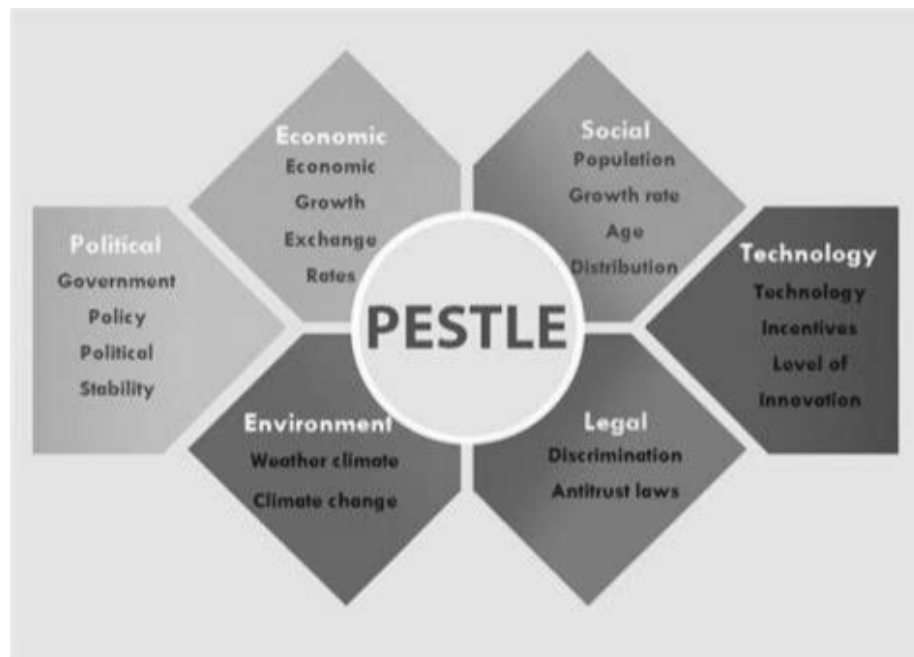 Economic
Economic
Growth
Exchange
Rates
Social
Population
Growth rate
Age
Distribution
Political
Government
Policy
Political
Stability
PESTLE
Technology
Technology
Incentives
Level of
Innovation
Environment
Weather climate
Climate change
Legal
Discrimination
Antitrust laws